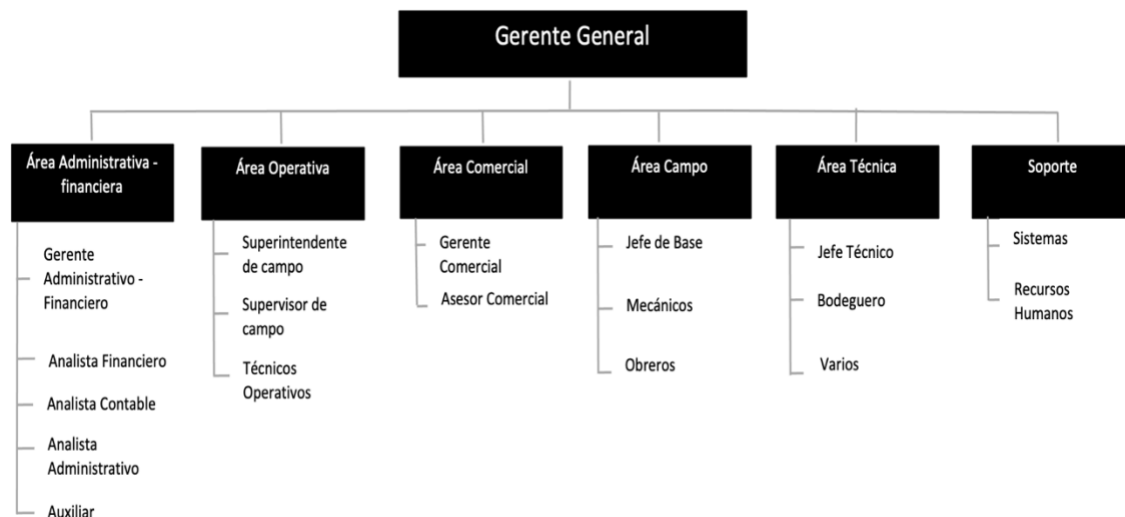 Gerente General
Área Administrativa -
financiera
Gerente
Administrativo -
Financiero
Analista Financiero
Analista Contable
Analista
Administrativo
Auxiliar
Área Operativa
Superintendente
de campo
Supervisor de
campo
Técnicos
Operativos
Área Comercial
Gerente
Comercial
Asesor Comercial
Área Campo
Jefe de Base
Mecánicos
Obreros
Área Técnica
Jefe Técnico
Bodeguero
Varios
Soporte
Sistemas
Recursos
Humanos